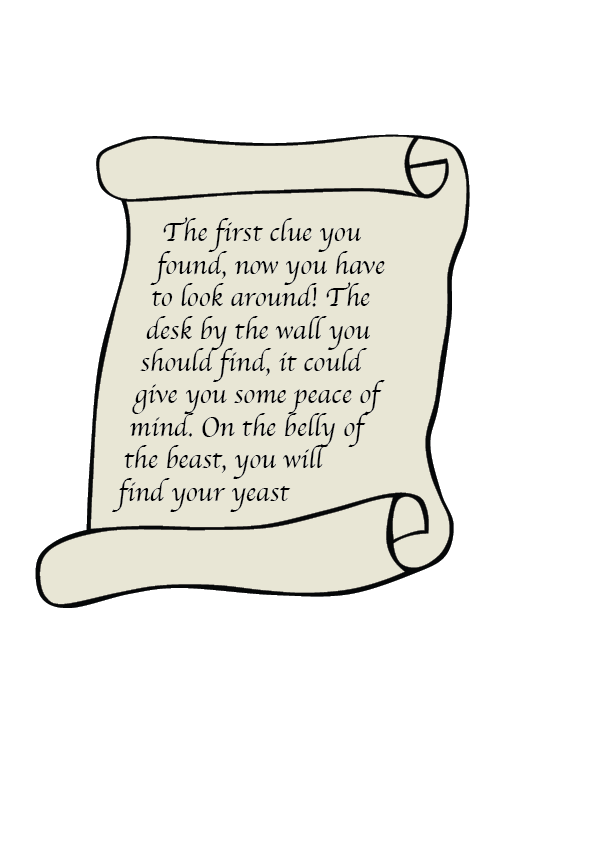 The first clue you
found, now you have
to look around! The
desk by the wall you
should find, it could
give you some peace of
mind. On the belly of
the beast, you will
find your yeast